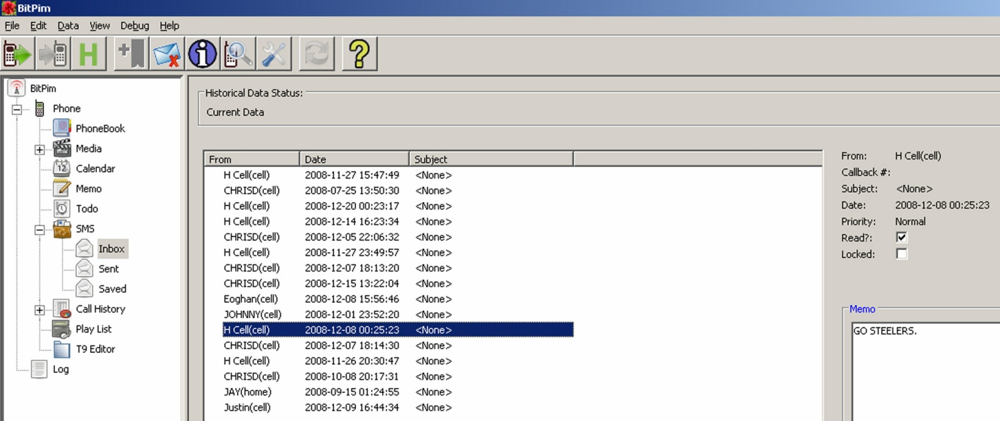 BitPim
File Edit Data View Debug Help
BitPim
Phone
PhoneBook
Media
Calendar
Memo
Todo
SMS
Inbox
Sent
Saved
Call History
Play List
T9 Editor
Log
Historical Data Status:
Current Data
From Date Subject
H Cell(cell) 2008-11-27 15:47:49 <None>
CHRISD(cell) 2008-07-25 13:50:30 <None>
H Cell(cell) 2008-12-20 00:23:17 <None>
H Cell(cell) 2008-12-14 16:23:34 <None>
CHRISD(cell) 2008-12-05 22:06:32 <None>
H Cell(cell) 2008-11-27 23:49:57 <None>
CHRISD(cell) 2008-12-07 18:13:20 <None>
CHRISD(cell) 2008-12-15 13:22:04 <None>
Eoghan(cell) 2008-12-08 15:56:46 <None>
JOHNNY(cell) 2008-12-01 23:52:20 <None>
H Cell(cell) 2008-12-08 00:25:23 <None>
CHRISD(cell) 2008-12-07 18:14:30 <None>
H Cell(cell) 2008-11-26 20:30:47 <None>
CHRISD(cell) 2008-10-08 20:17:31 <None>
JAY(home) 2008-09-15 01:24:55 <None>
Justin(cell) 2008-12-09 16:44:34 <None>
From: H Cell(cell)
Callback #:
Subject: <None>
Date: 2008-12-08 00:25:23
Priority: Normal
Read?:
Locked:
Memo
GO STEELERS.